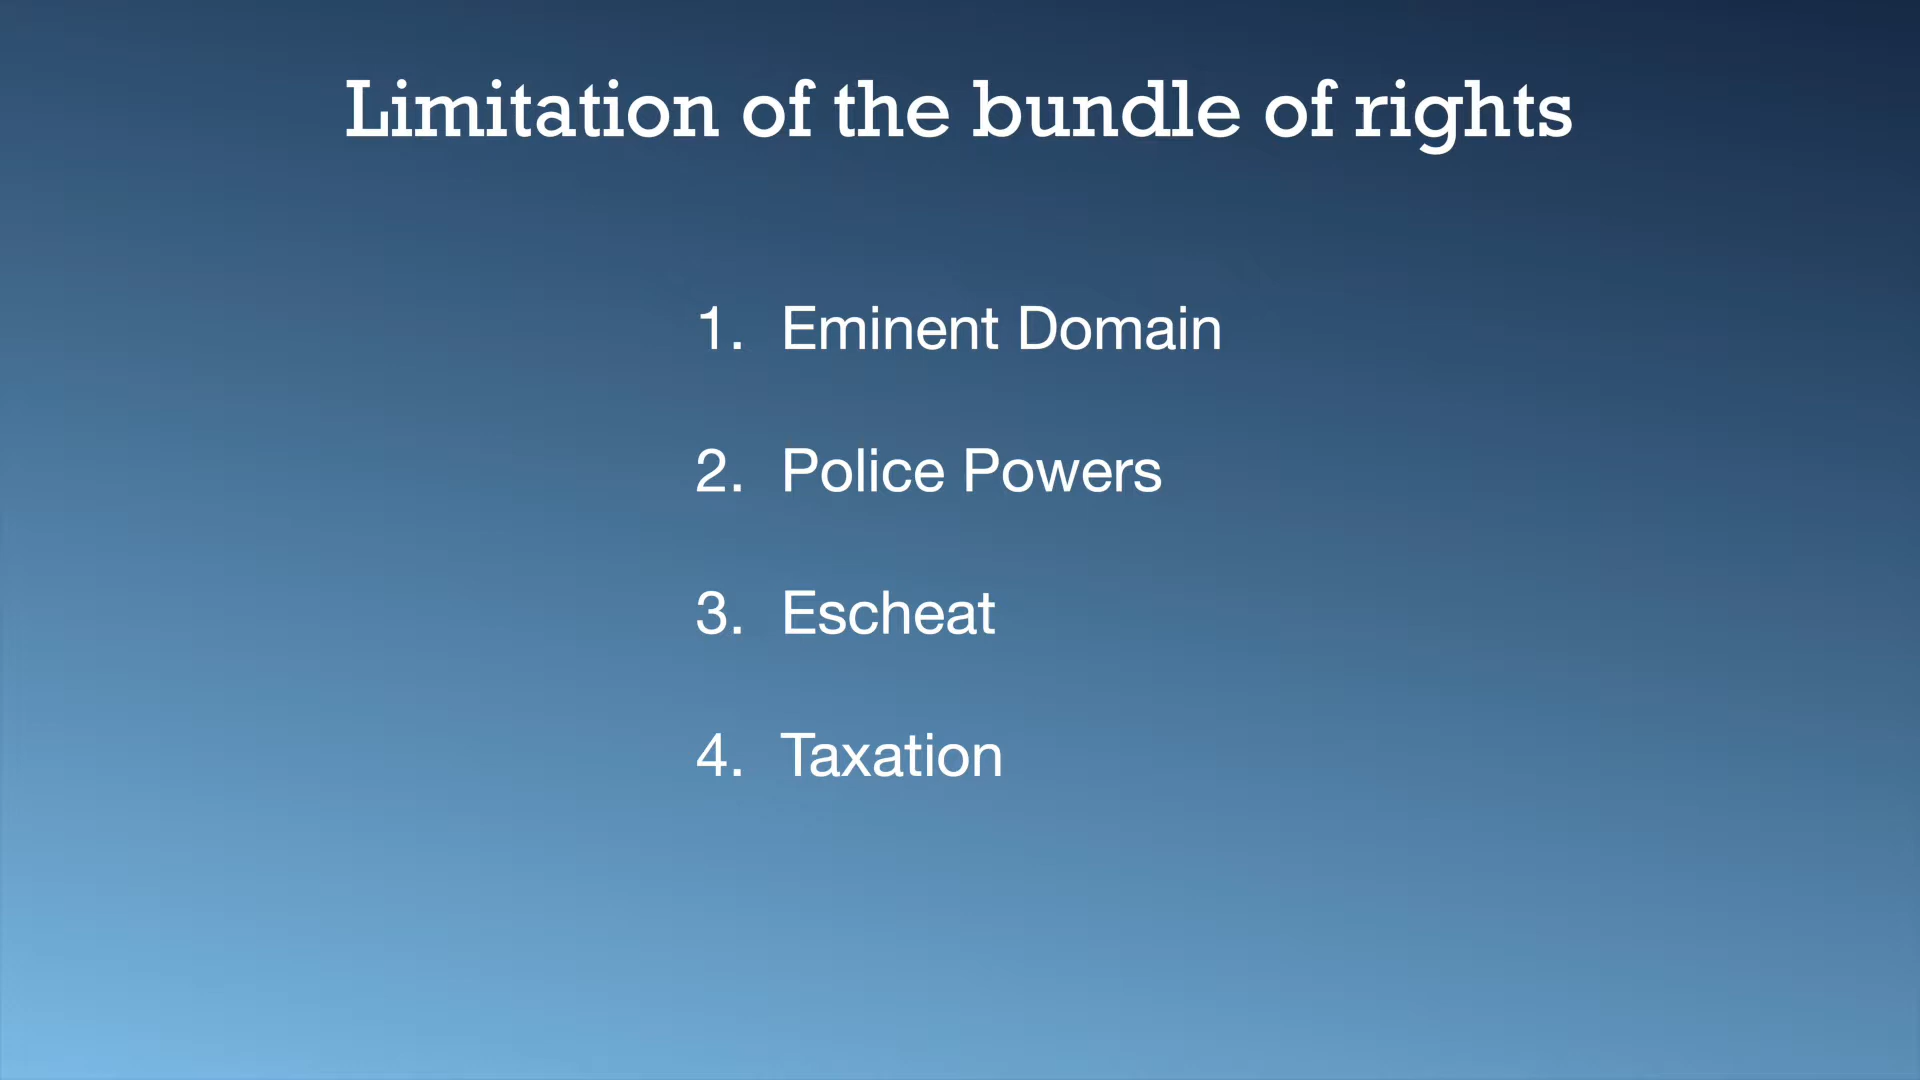 Limitation of the bundle of rights
1. Eminent Domain
2. Police Powers
3. Escheat
4. Taxation